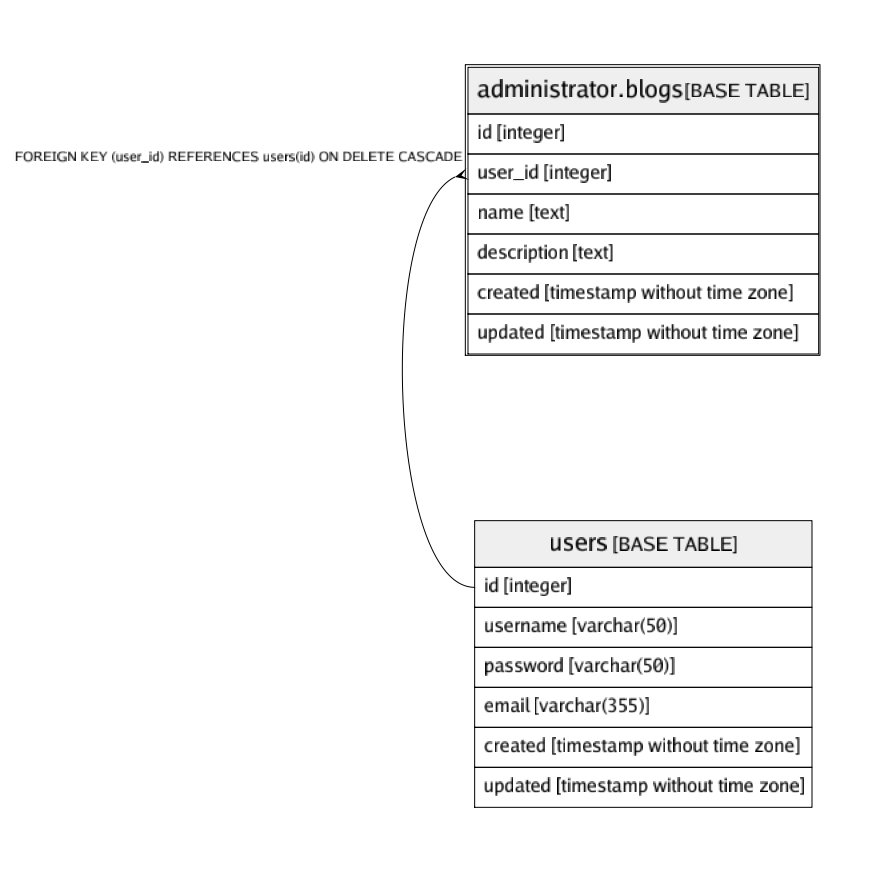 administrator.blogs[BASE TABLE]
id [integer]
FOREIGN KEY (user_id) REFERENCES users(id) ON DELETE CASCADE
user_id [integer]
name [text]
description [text]
created [timestamp without time zone]
updated [timestamp without time zone]
users [BASE TABLE]
id [integer]
username [varchar(50)]
password [varchar(50)]
email [varchar(355)]
created [timestamp without time zone]
updated [timestamp without time zone]